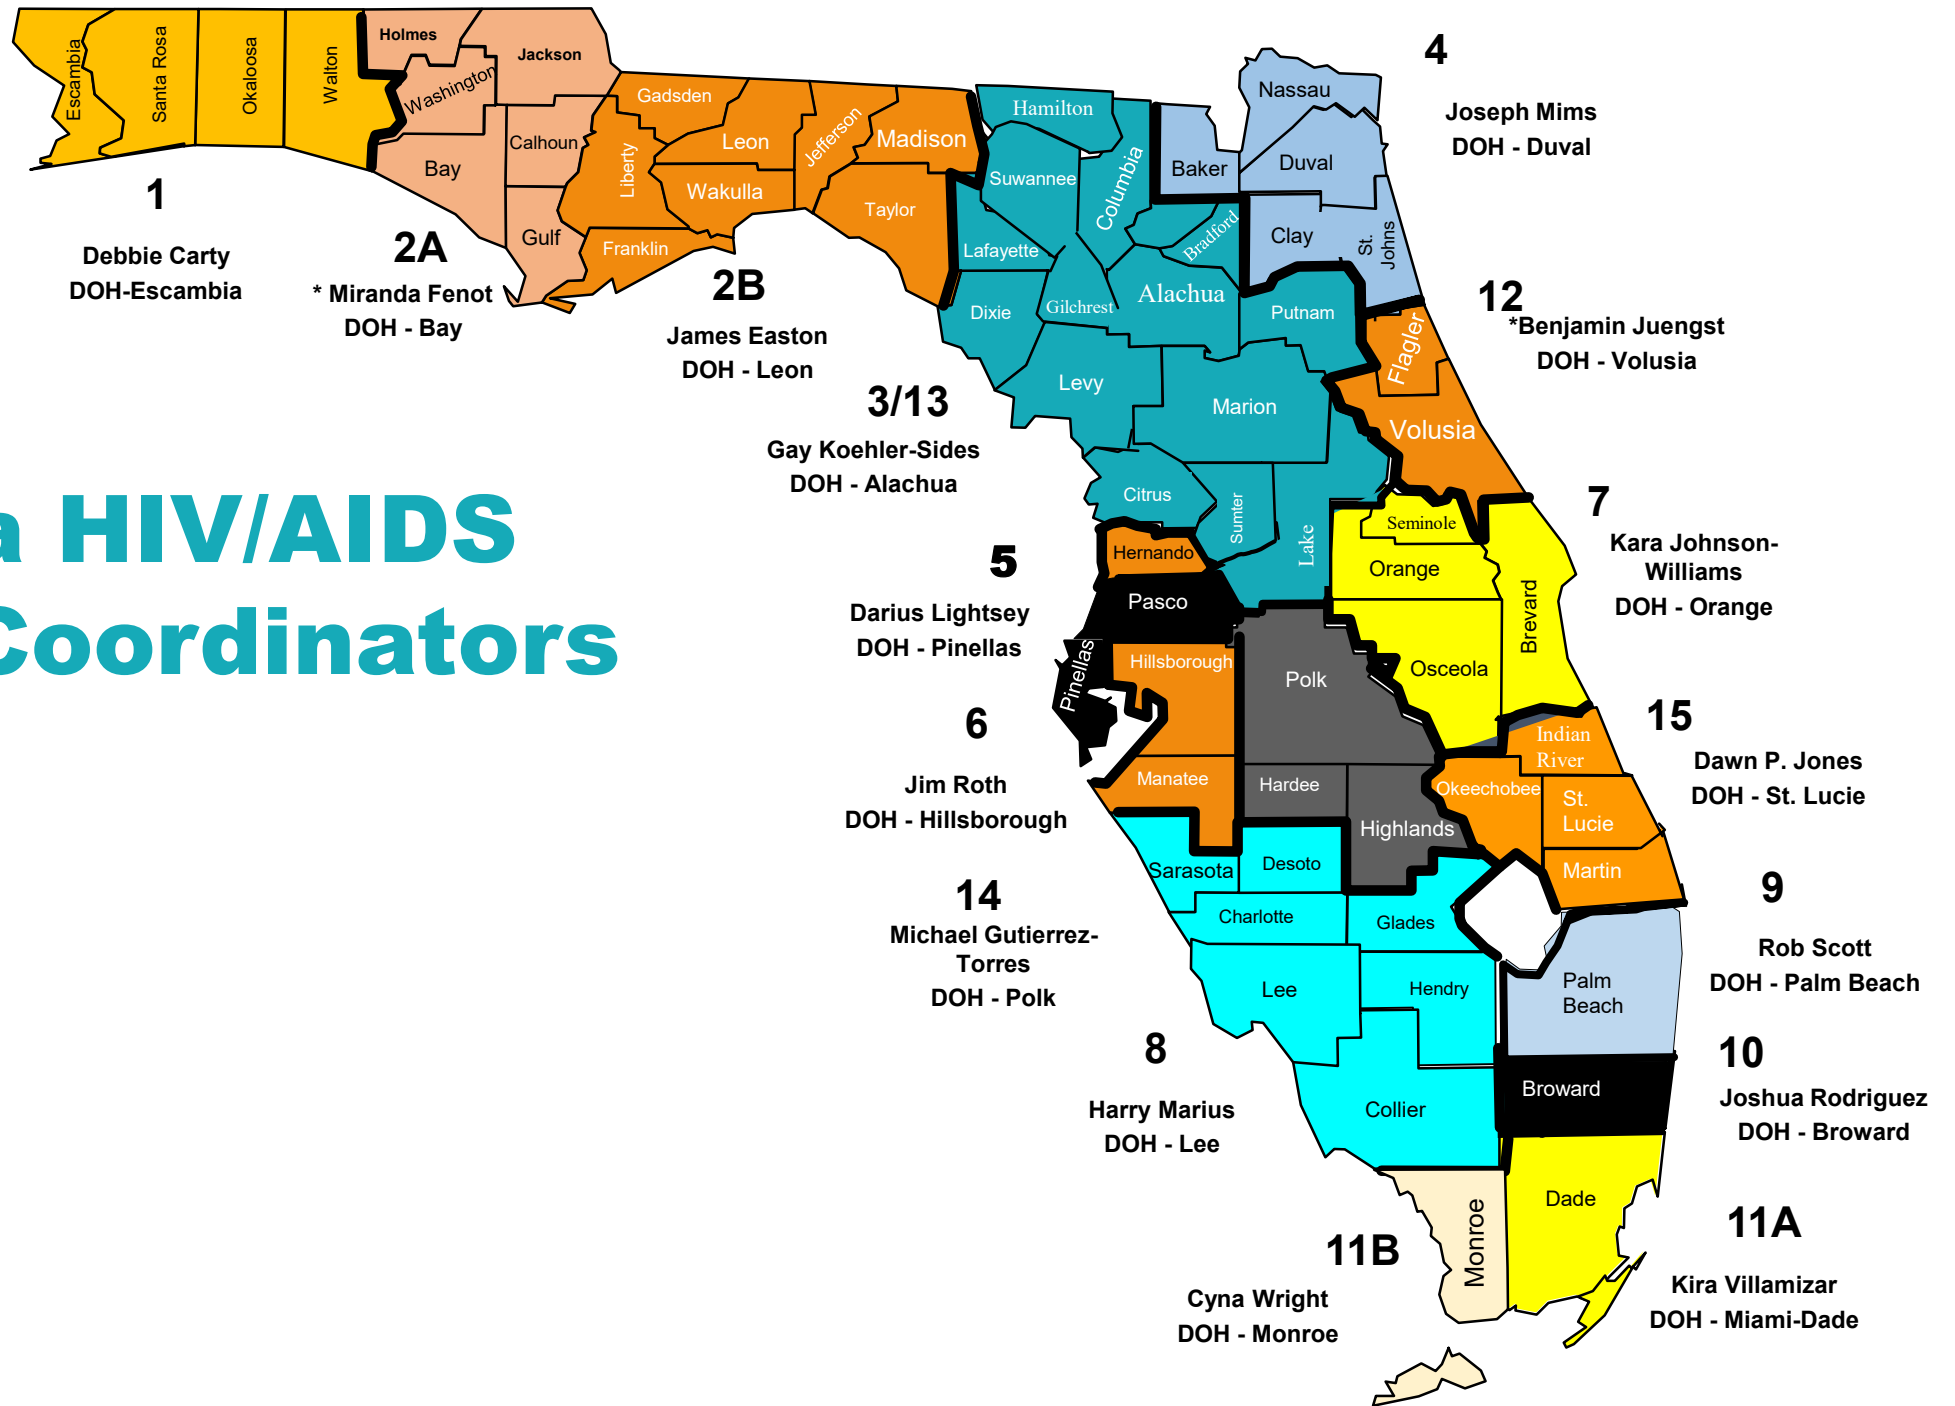 Escambia
Santa Rosa
Okaloosa
Walton
Holmes
Jackson
Washington
Bay
Calhoun
Gulf
Gadsden
Liberty
Leon
Jefferson
Madison
Wakulla
Taylor
Franklin
Hamilton
Suwannee
Columbia
Lafayette
Bradford
Dixie
Gilchrest
Alachua
Putnam
Levy
Marion
Citrus
Sumter
Lake
Baker
Nassau
Duval
Clay
St.
Johns
Flagler
Volusia
Seminole
Orange
Osceola
Brevard
Hernando
Pasco
Pinellas
Hillsborough
Manatee
Polk
Hardee
Highlands
Indian
River
Okeechobee
St.
Lucie
Martin
Sarasota
Desoto
Charlotte
Glades
Lee
Hendry
Collier
Palm
Beach
Broward
Dade
Monroe
1
Debbie Carty
DOH-Escambia
2A
* Miranda Fenot
DOH - Bay
2B
James Easton
DOH - Leon
3/13
Gay Koehler-Sides
DOH - Alachua
4
Joseph Mims
DOH - Duval
12
*Benjamin Juengst
DOH - Volusia
a HIV/AIDS
Coordinators
5
Darius Lightsey
DOH - Pinellas
7
Kara Johnson-
Williams
DOH - Orange
6
Jim Roth
DOH - Hillsborough
15
Dawn P. Jones
DOH - St. Lucie
14
Michael Gutierrez-
Torres
DOH - Polk
9
Rob Scott
DOH - Palm Beach
8
Harry Marius
DOH - Lee
10
Joshua Rodriguez
DOH - Broward
11B
Cyna Wright
DOH - Monroe
11A
Kira Villamizar
DOH - Miami-Dade